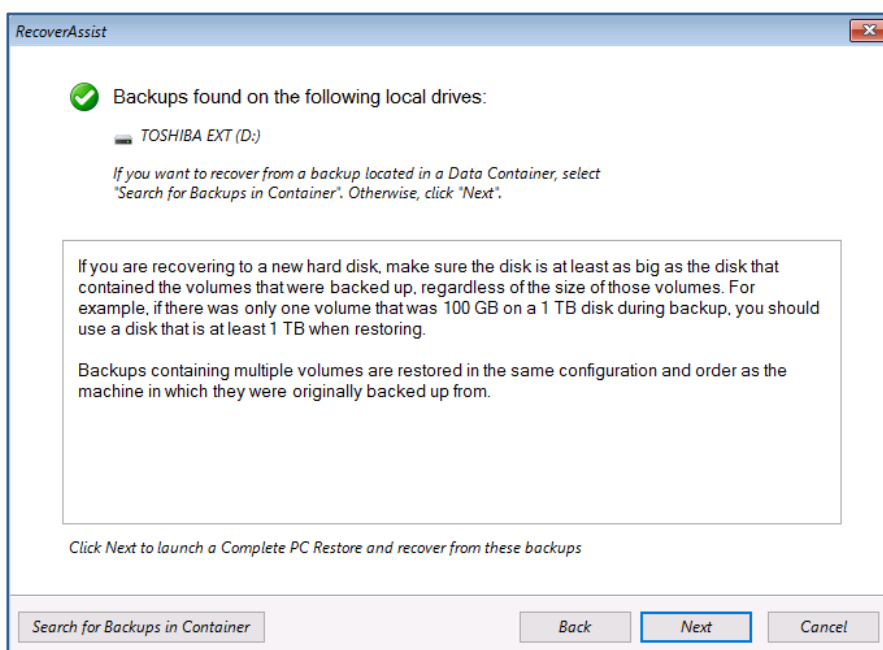 RecoverAssist
Backups found on the following local drives:
TOSHIBA EXT (D:)
If you want to recover from a backup located in a Data Container, select
"Search for Backups in Container". Otherwise, click "Next".
If you are recovering to a new hard disk, make sure the disk is at least as big as the disk that
contained the volumes that were backed up, regardless of the size of those volumes. For
example, if there was only one volume that was 100 GB on a 1 TB disk during backup, you should
use a disk that is at least 1 TB when restoring.
Backups containing multiple volumes are restored in the same configuration and order as the
machine in which they were originally backed up from.
Click Next to launch a Complete PC Restore and recover from these backups
Search for Backups in Container Back Next Cancel